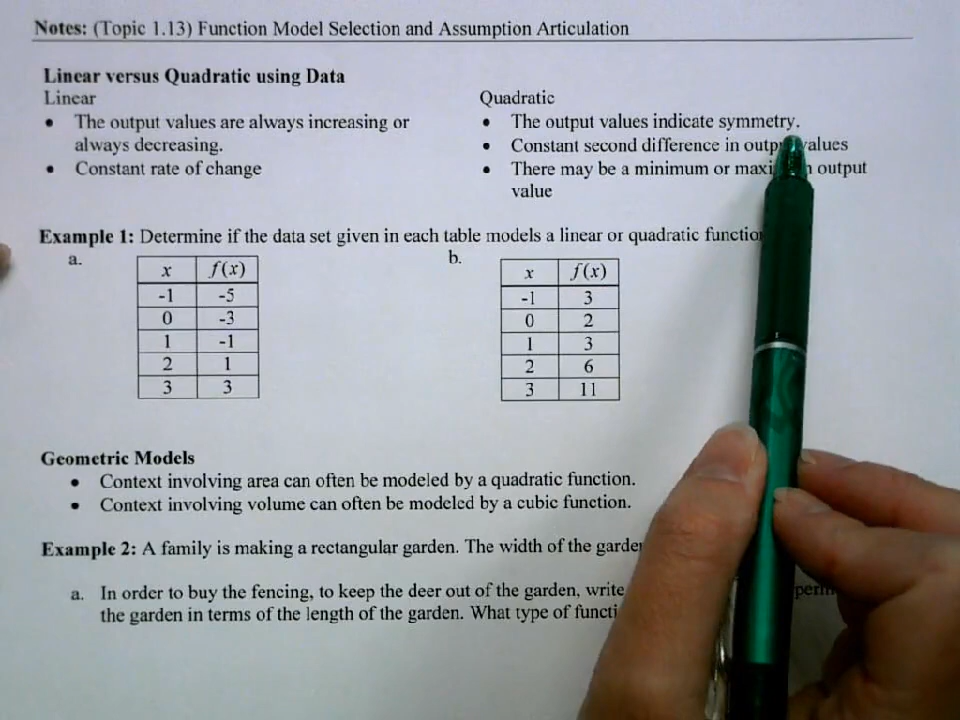 Notes: (Topic 1.13) Function Model Selection and Assumption Articulation
Linear versus Quadratic using Data
Linear
• The output values are always increasing or
always decreasing.
• Constant rate of change
Quadratic
• The output values indicate symmetry.
• Constant second difference in values
• There may be a minimum or output
value
Example 1: Determine if the data set given in each table models a linear or quadratic
a.
x f(x)
-1 -5
0 -3
1 -1
2 1
3 3
b.
x f(x)
-1 3
0 2
1 3
2 6
3 11
Geometric Models
• Context involving area can often be modeled by a quadratic function.
• Context involving volume can often be modeled by a cubic function.
Example 2: A family is making a rectangular garden. The width of the
a. In order to buy the fencing, to keep the deer out of the garden, write
the garden in terms of the length of the garden. What type of